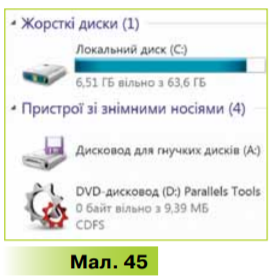 Жорсткі диски (1)
Локальний диск (C:)
6,51 ГБ вільно з 63,6 ГБ
Пристрої зі знімними носіями (4)
Дисковод для гнучких дисків (A:)
DVD-дисковод (D:) Parallels Tools
0 байт вільно з 9,39 МБ
CDFS
Мал. 45